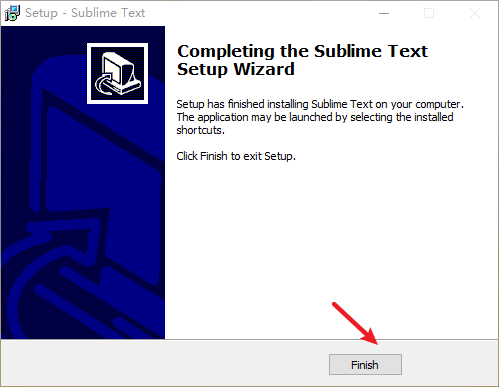 Setup - Sublime Text
Completing the Sublime Text
Setup Wizard
Setup has finished installing Sublime Text on your computer.
The application may be launched by selecting the installed
shortcuts.
Click Finish to exit Setup.
Finish